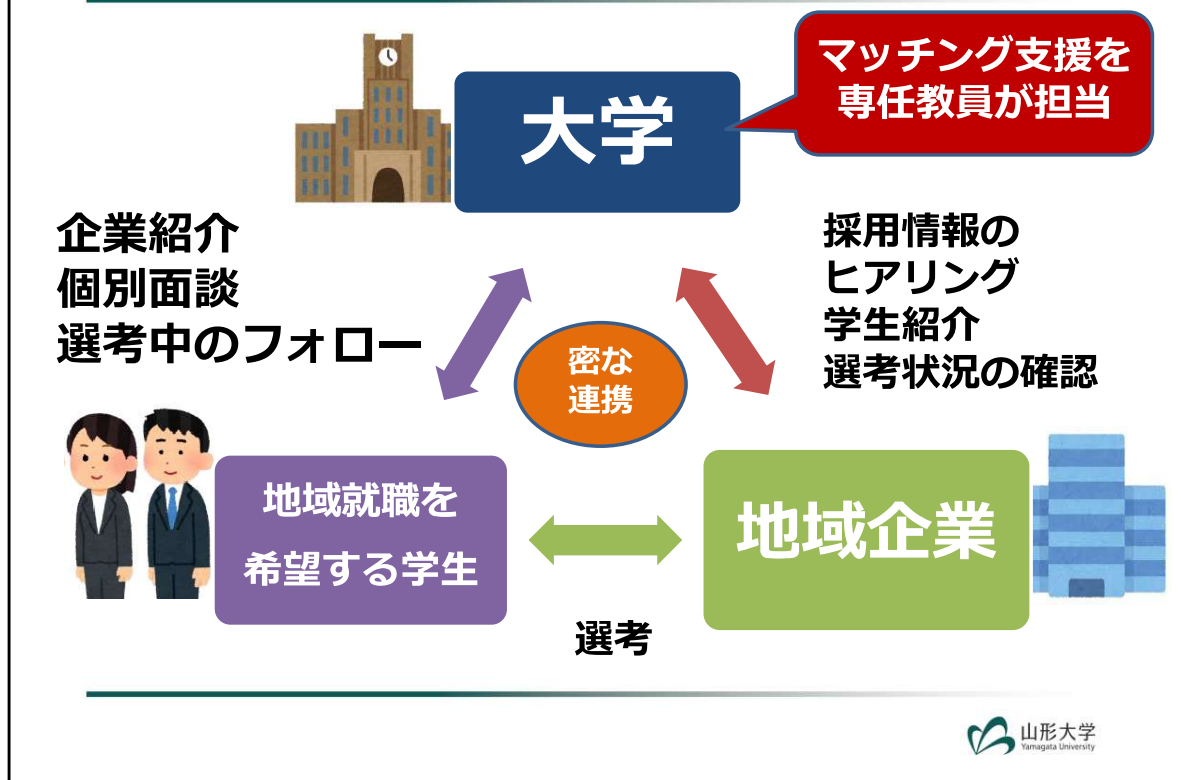 マッチング支援を
専任教員が担当
大学
企業紹介
個別面談
選考中のフォロー
採用情報の
ヒアリング
学生紹介
選考状況の確認
密な
連携
地域就職を
希望する学生
地域企業
選考
山形大学
Yamagata University